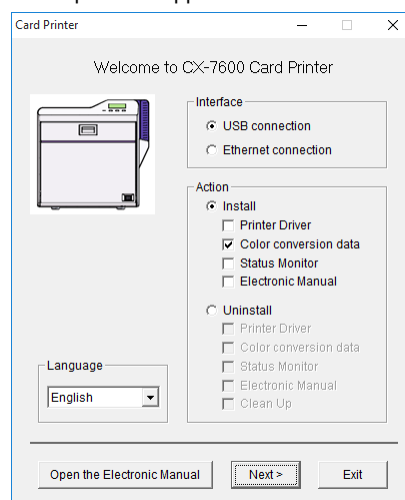 Card Printer
Welcome to CX-7600 Card Printer
Interface
USB connection
Ethernet connection
Action
Install
Printer Driver
Color conversion data
Status Monitor
Electronic Manual
Uninstall
Printer Driver
Color conversion data
Status Monitor
Electronic Manual
Clean Up
Language
English
Open the Electronic Manual
Next >
Exit